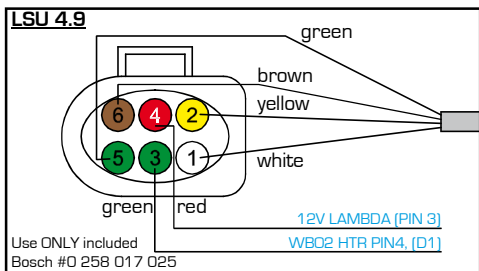 LSU 4.9
green
brown
yellow
6 4 2
5 3 1
white
green red
12V LAMBDA (PIN 3)
WBO2 HTR PIN4, (D1)
Use ONLY included
Bosch #0 258 017 025